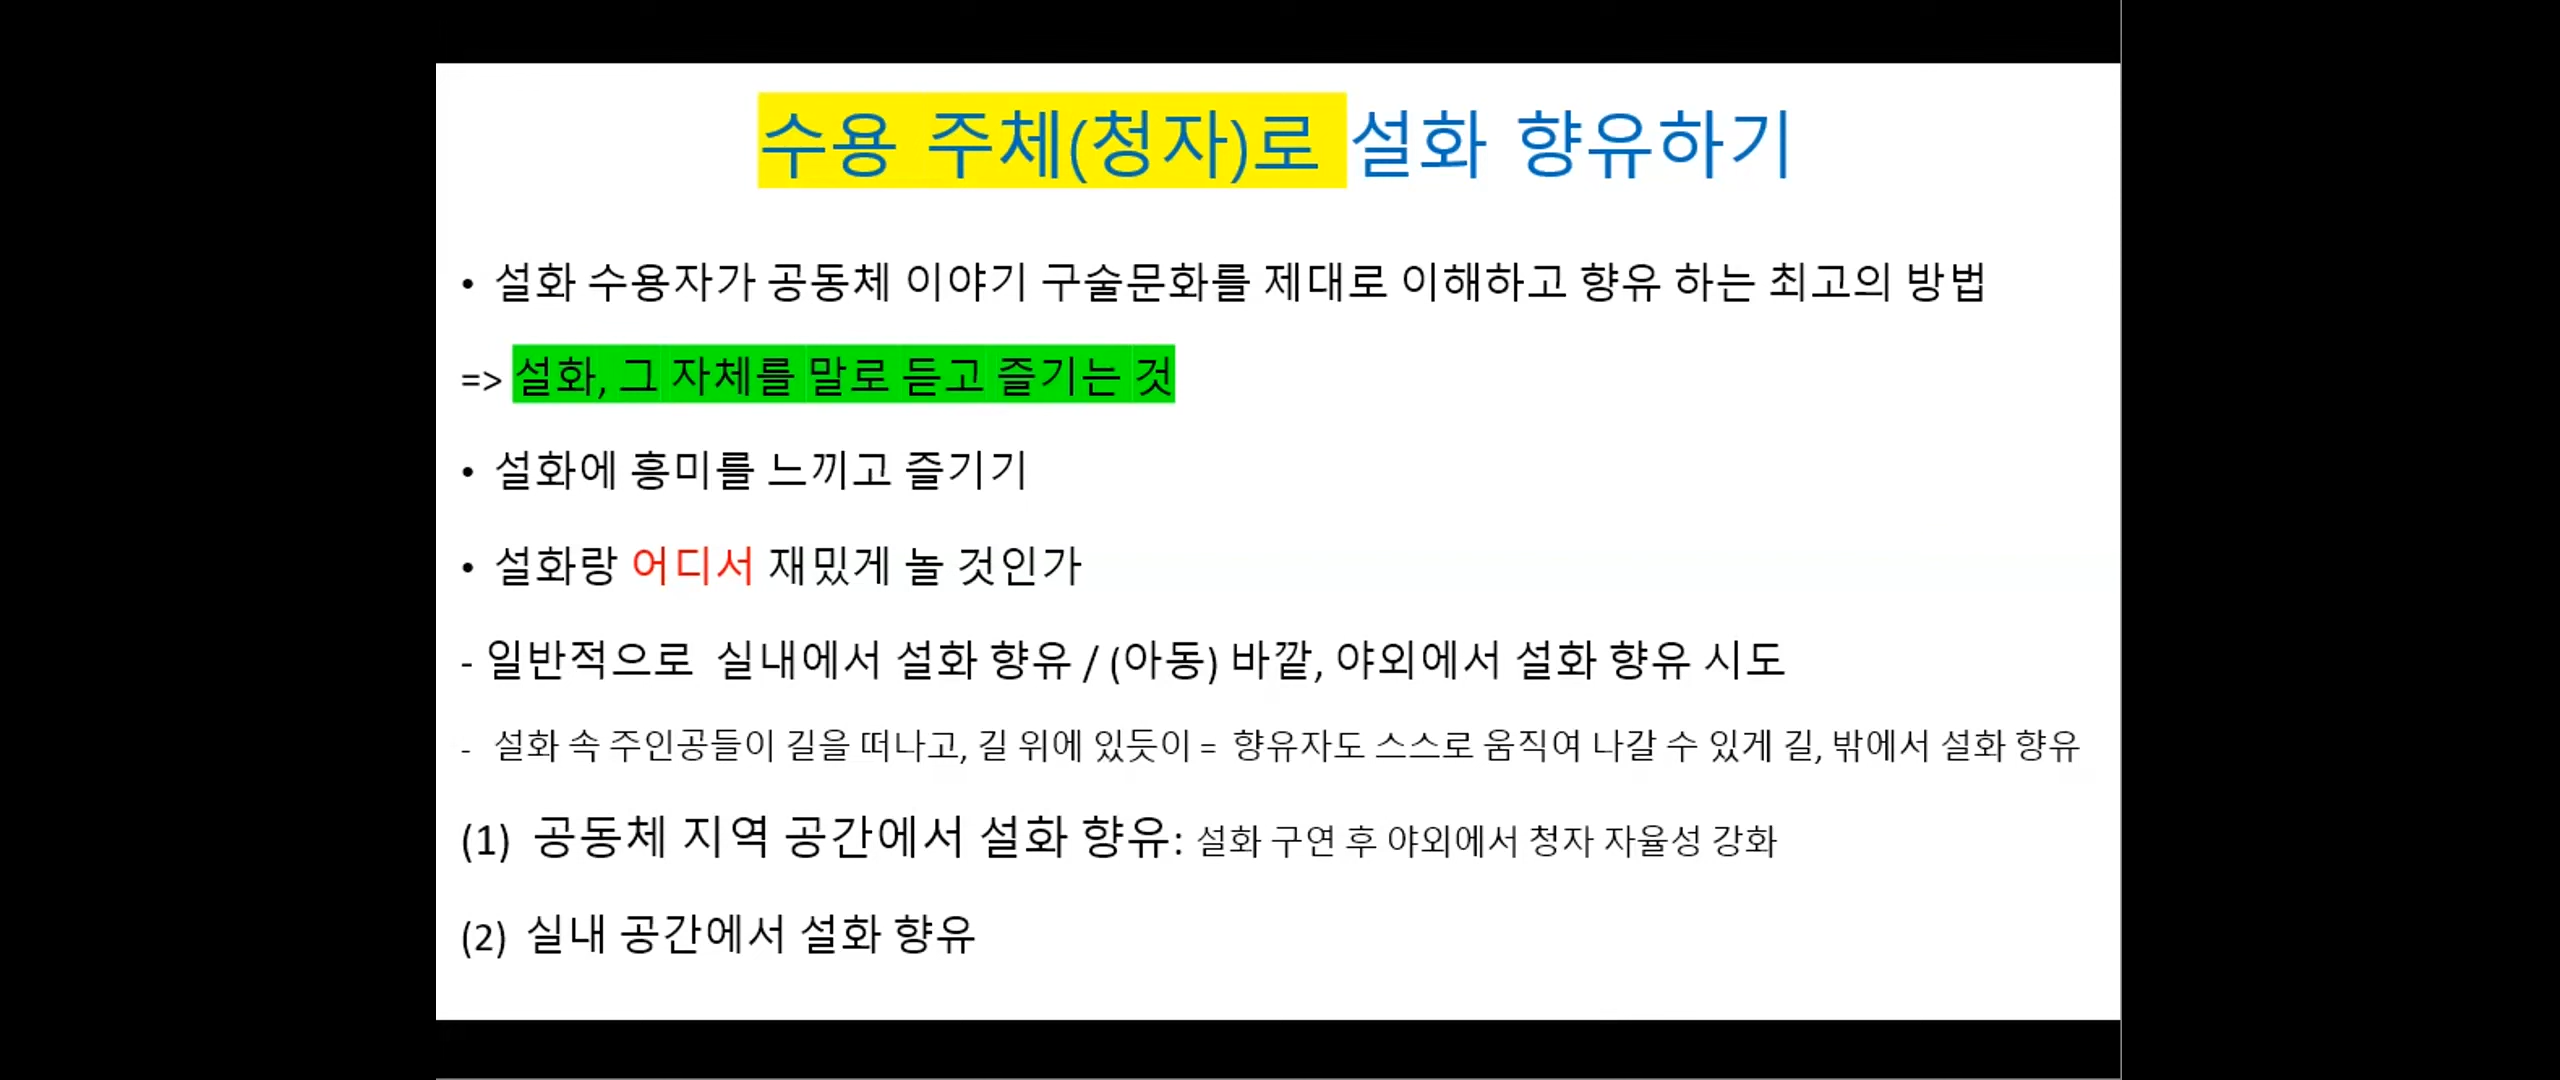 수용 주체(청자)로 설화 향유하기
• 설화 수용자가 공동체 이야기 구술문화를 제대로 이해하고 향유 하는 최고의 방법
=> 설화, 그 자체를 말로 듣고 즐기는 것
• 설화에 흥미를 느끼고 즐기기
• 설화랑 어디서 재밌게 놀 것인가
- 일반적으로 실내에서 설화 향유 / (아동) 바깥, 야외에서 설화 향유 시도
- 설화 속 주인공들이 길을 떠나고, 길 위에 있듯이 = 향유자도 스스로 움직여 나갈 수 있게 길, 밖에서 설화 향유
(1) 공동체 지역 공간에서 설화 향유: 설화 구연 후 야외에서 청자 자율성 강화
(2) 실내 공간에서 설화 향유